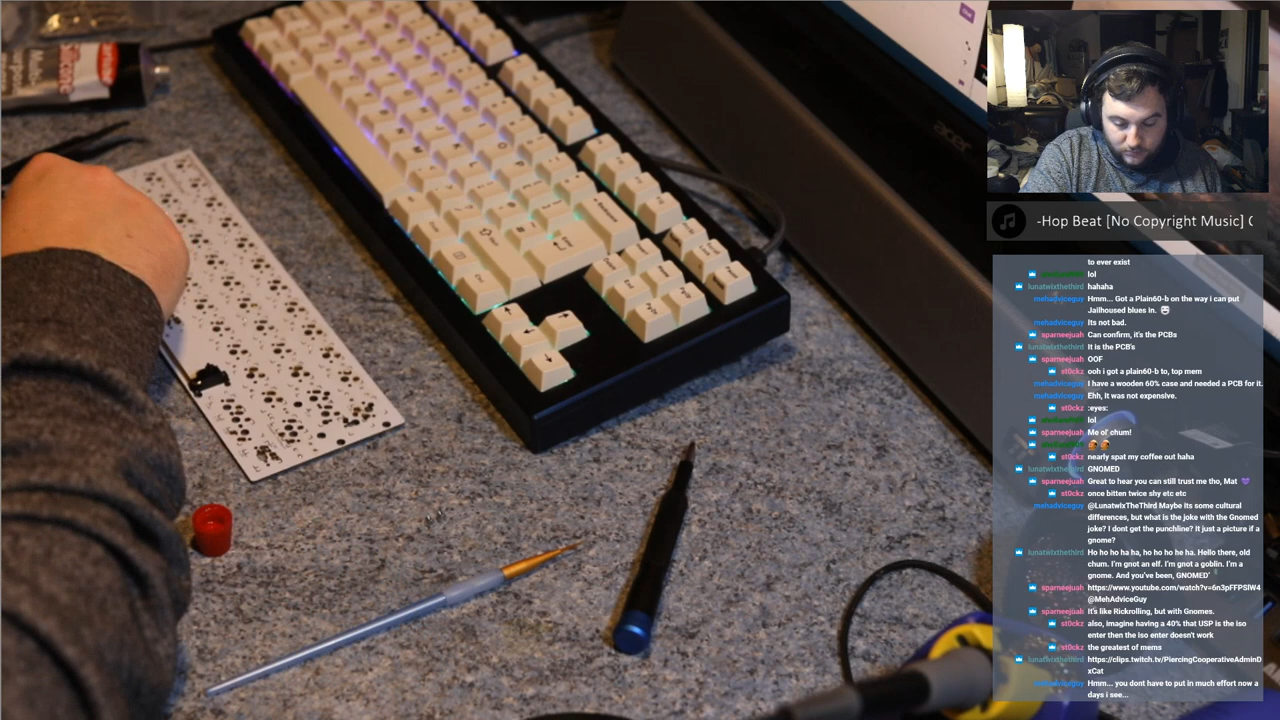 acer
-Hop Beat [No Copyright Music]
to ever exist
lol
lunatwixthethird hahaha
mehadviceguy Hmm... Got a Plain60-b on the way i can put
Jailhoused blues in.
mehadviceguy Its not bad.
sparneejuah Can confirm, it's the PCBs
lunatwixthethird It is the PCB's
sparneejuah OOF
st0ckz ooh i got a plain60-b to, top mem
mehadviceguy I have a wooden 60% case and needed a PCB for it.
mehadviceguy Ehh, It was not expensive.
st0ckz :eyes:
lol
sparneejuah Me ol' chum!
st0ckz nearly spat my coffee out haha
lunatwixthethird GNOMED
sparneejuah Great to hear you can still trust me tho, Mat
st0ckz once bitten twice shy etc etc
mehadviceguy @LunatwixTheThird Maybe its some cultural
differences, but what is the joke with the Gnomed
joke? I dont get the punchline? It just a picture if a
gnome?
lunatwixthethird Ho ho ho ha ha, ho ho ho he ha. Hello there, old
chum. I'm gnot an elf. I'm gnot a goblin. I'm a
gnome. And you've been, GNOMED'
sparneejuah https://www.youtube.com/watch?v=6n3pFFPSlW4
@MehAdviceGuy
sparneejuah It's like Rickrolling, but with Gnomes.
st0ckz also, imagine having a 40% that USP is the iso
enter then the iso enter doesn't work
st0ckz the greatest of mems
lunatwixthethird https://clips.twitch.tv/PiercingCooperativeAdminD
xCat
mehadviceguy Hmm... you dont have to put in much effort now a
days i see...